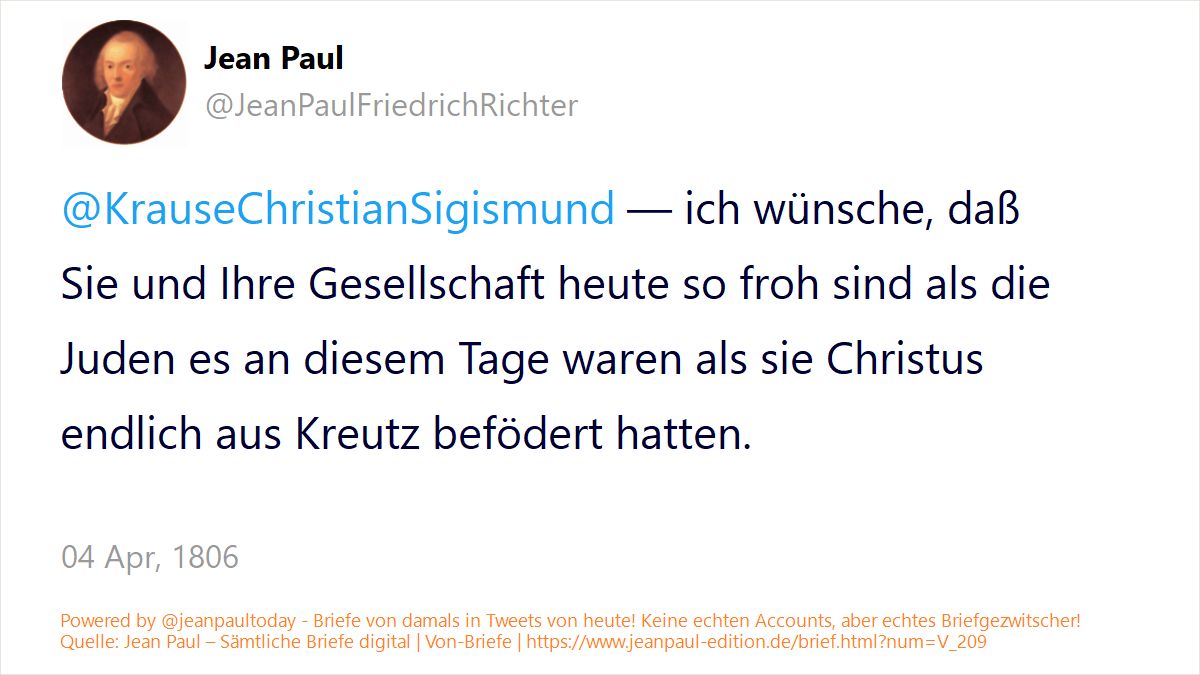 Jean Paul
@JeanPaulFriedrichRichter
@KrauseChristianSigismund — ich wünsche, daß
Sie und Ihre Gesellschaft heute so froh sind als die
Juden es an diesem Tage waren als sie Christus
endlich aus Kreutz befödert hatten.
04 Apr, 1806
Powered by @jeanpaultoday - Briefe von damals in Tweets von heute! Keine echten Accounts, aber echtes Briefgezwitscher!
Quelle: Jean Paul – Sämtliche Briefe digital | Von-Briefe | https://www.jeanpaul-edition.de/brief.html?num=V_209